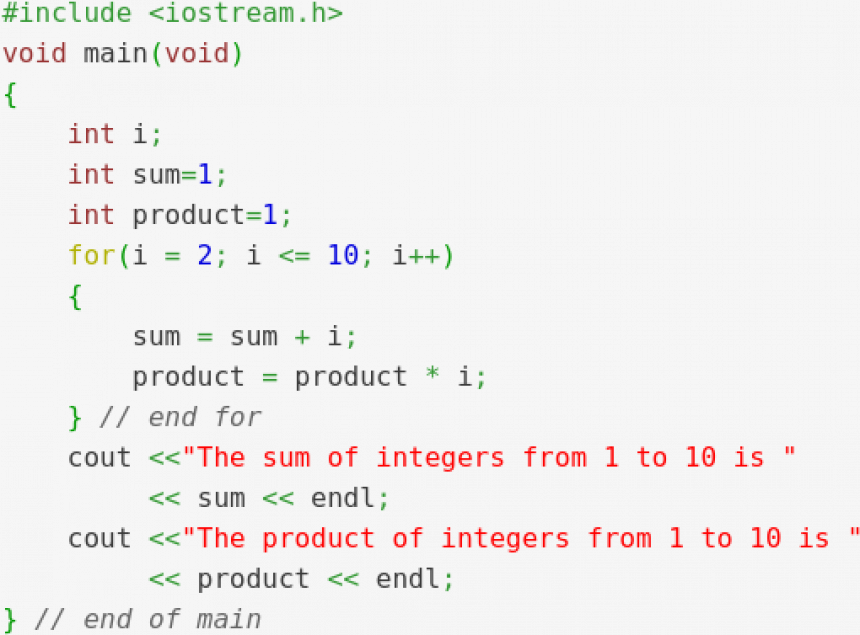 #include <iostream.h>
void main(void)
{
    int i;
    int sum=1;
    int product=1;
    for(i = 2; i <= 10; i++)
    {
        sum = sum + i;
        product = product * i;
    } // end for
    cout <<"The sum of integers from 1 to 10 is "
         << sum << endl;
    cout <<"The product of integers from 1 to 10 is "
         << product << endl;
} // end of main